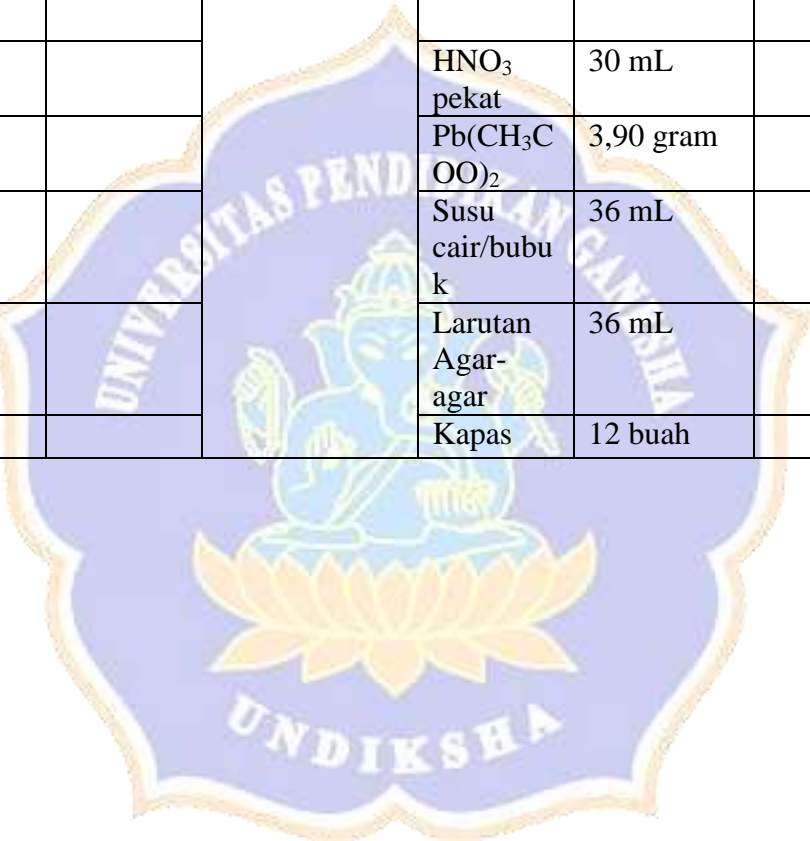 HNO₃ 30 mL
pekat
Pb(CH₃C 3,90 gram
OO)₂
Susu 36 mL
cair/bubu
k
Larutan 36 mL
Agar-
agar
Kapas 12 buah
UNIVERSITAS PENDIDIKAN GANESHA
UNDIKSHA